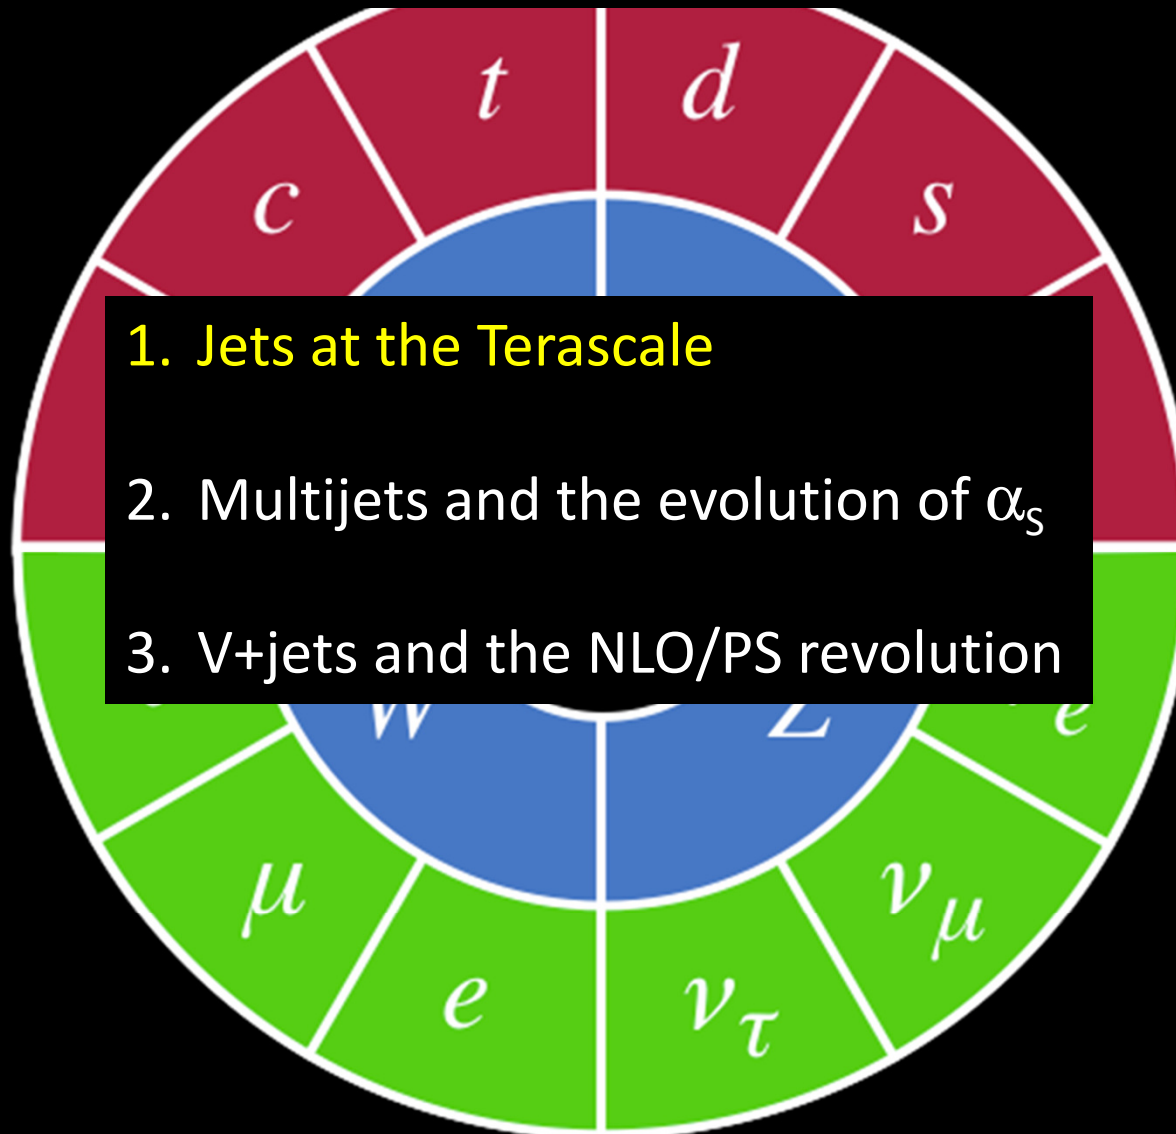 t d
c s
1. Jets at the Terascale
2. Multijets and the evolution of αS
3. V+jets and the NLO/PS revolution
W Z e
μ νμ
e ντ